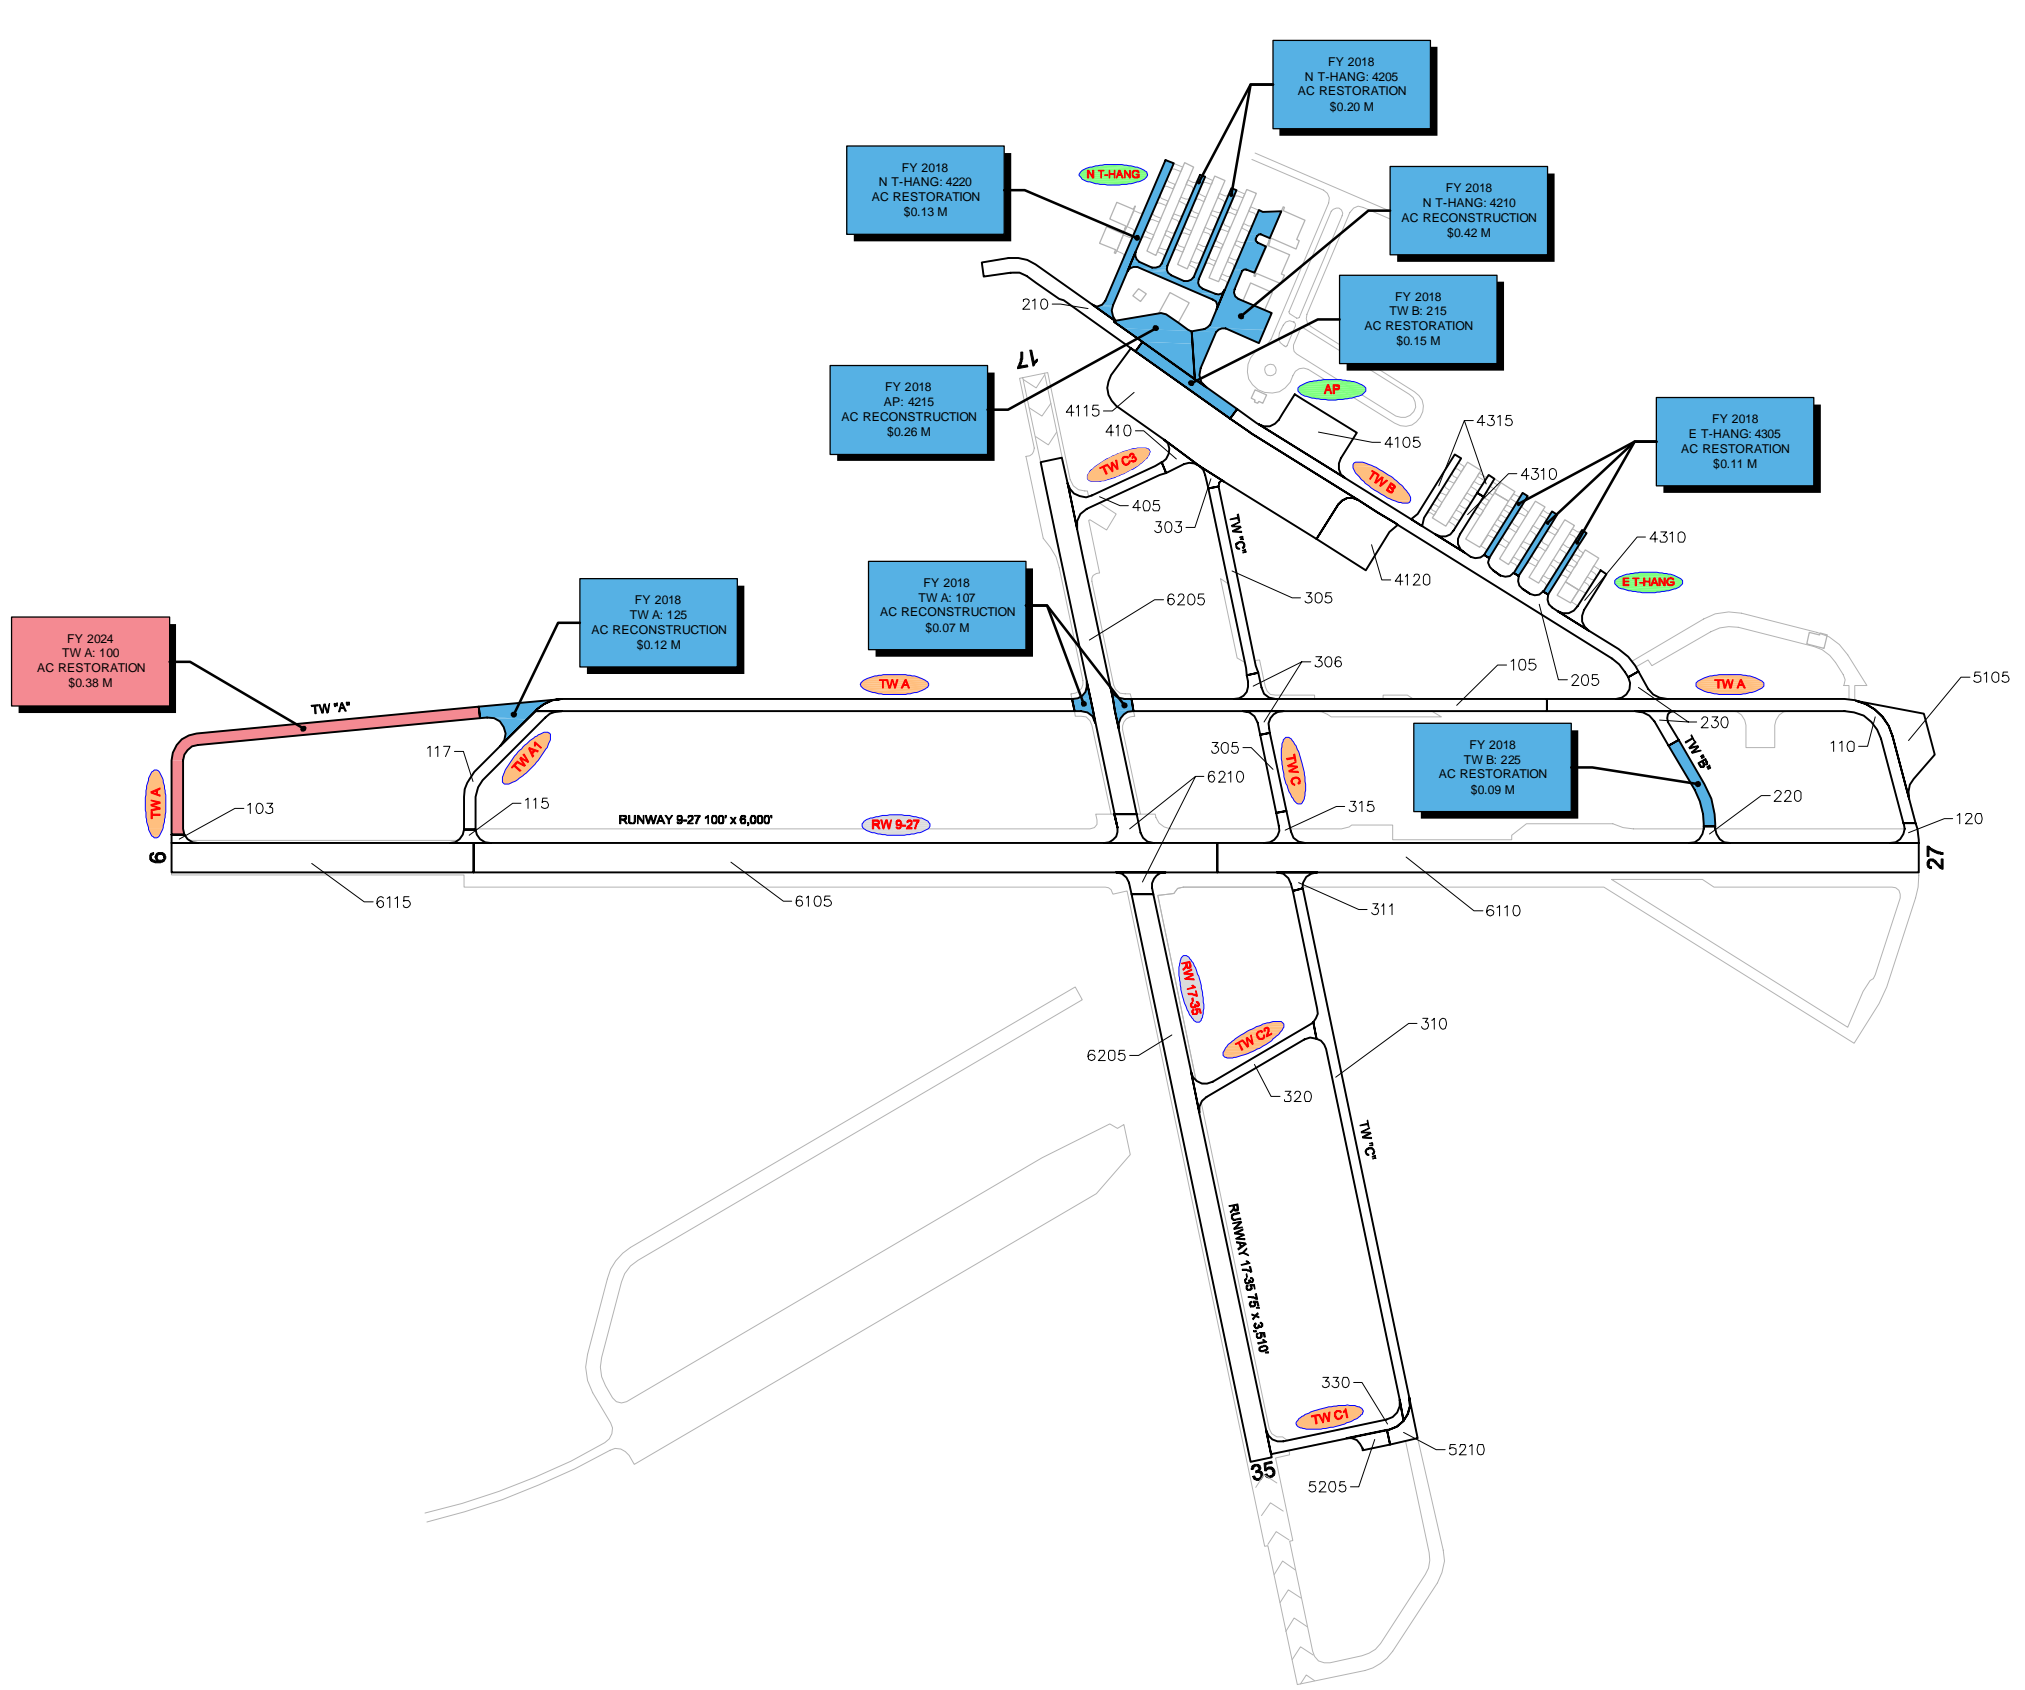 FY 2018
N T-HANG: 4205
AC RESTORATION
$0.20 M
FY 2018
N T-HANG: 4220
AC RESTORATION
$0.13 M
N T-HANG
FY 2018
N T-HANG: 4210
AC RECONSTRUCTION
$0.42 M
FY 2018
TW B: 215
AC RESTORATION
$0.15 M
210
17
FY 2018
AP: 4215
AC RECONSTRUCTION
$0.26 M
AP
4115
410
4105
4315
FY 2018
E T-HANG: 4305
AC RESTORATION
$0.11 M
TW C3
TW B
4310
405
303
TW "C"
4310
4120
E T-HANG
305
6205
FY 2018
TW A: 107
AC RECONSTRUCTION
$0.07 M
FY 2018
TW A: 125
AC RECONSTRUCTION
$0.12 M
FY 2024
TW A: 100
AC RESTORATION
$0.38 M
306
105
205
5105
TW A
TW A
TW "A"
230
110
117
TW A1
305
TW C
FY 2018
TW B: 225
AC RESTORATION
$0.09 M
TW "B"
6210
TW A
103
115
RUNWAY 9-27 100' x 6,000'
RW 9-27
315
220
120
9
27
6115
6105
311
6110
RW 17-35
310
TW C2
6205
320
TW "C"
RUNWAY 17-35 75' x 3,510'
330
TW C1
5210
35
5205